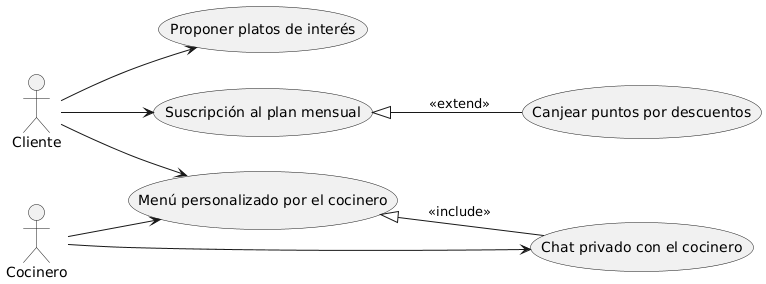 Proponer platos de interés
Suscripción al plan mensual
«extend»
Canjear puntos por descuentos
Cliente
Menú personalizado por el cocinero
«include»
Chat privado con el cocinero
Cocinero